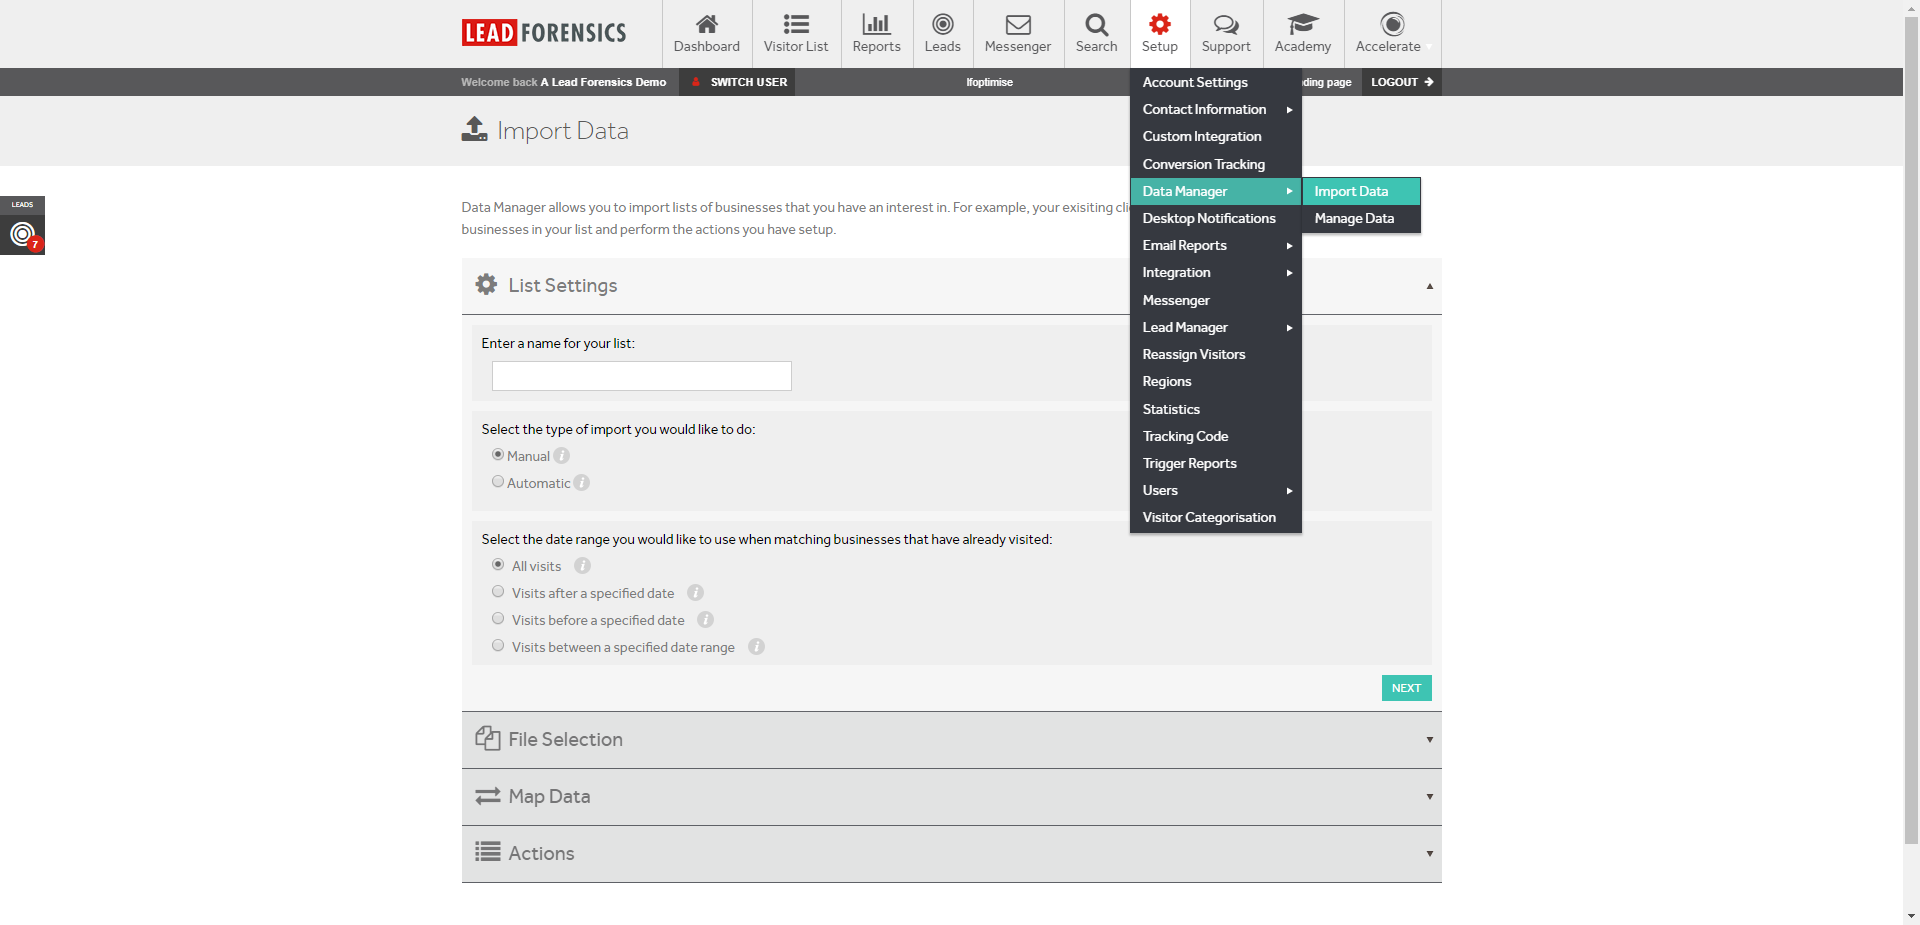 LEAD FORENSICS
Dashboard
Visitor List
Reports
Leads
Messenger
Search
Setup
Support
Academy
Accelerate
Welcome back A Lead Forensics Demo
SWITCH USER
lfoptimise
ding page
LOGOUT
Import Data
LEADS
7
Data Manager allows you to import lists of businesses that you have an interest in. For example, your exisiting cli
businesses in your list and perform the actions you have setup.
Account Settings
Contact Information
Custom Integration
Conversion Tracking
Data Manager
Import Data
Manage Data
Desktop Notifications
Email Reports
Integration
Messenger
Lead Manager
Reassign Visitors
Regions
Statistics
Tracking Code
Trigger Reports
Users
Visitor Categorisation
List Settings
Enter a name for your list:
Select the type of import you would like to do:
Manual i
Automatic i
Select the date range you would like to use when matching businesses that have already visited:
All visits i
Visits after a specified date i
Visits before a specified date i
Visits between a specified date range i
NEXT
File Selection
Map Data
Actions